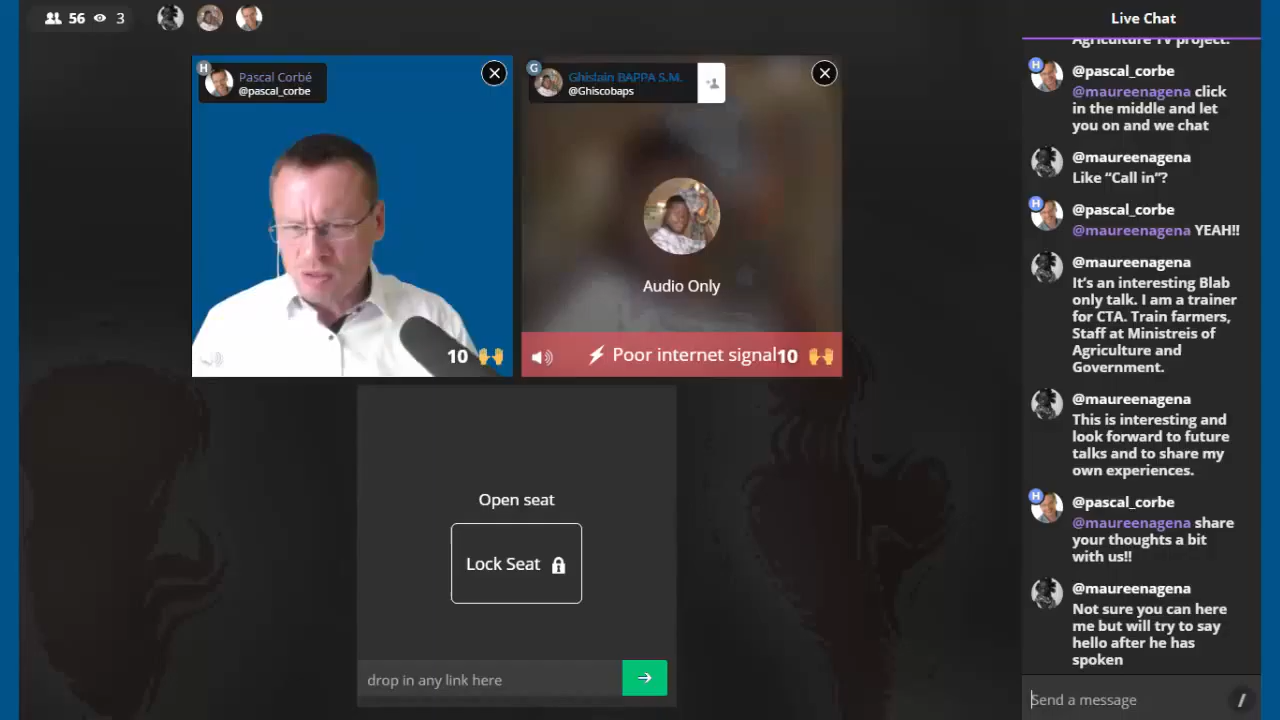 56 3
Live Chat
H
Pascal Corbé
@pascal_corbe
10
G
Ghislain BAPPA S.M.
@Ghiscobaps
Audio Only
Poor internet signal10
Open seat
Lock Seat
drop in any link here
Agriculture TV project.
H
@pascal_corbe
@maureenagena click
in the middle and let
you on and we chat
@maureenagena
Like “Call in”?
H
@pascal_corbe
@maureenagena YEAH!!
@maureenagena
It’s an interesting Blab
only talk. I am a trainer
for CTA. Train farmers,
Staff at Ministreis of
Agriculture and
Government.
@maureenagena
This is interesting and
look forward to future
talks and to share my
own experiences.
H
@pascal_corbe
@maureenagena share
your thoughts a bit
with us!!
@maureenagena
Not sure you can here
me but will try to say
hello after he has
spoken
Send a message
/